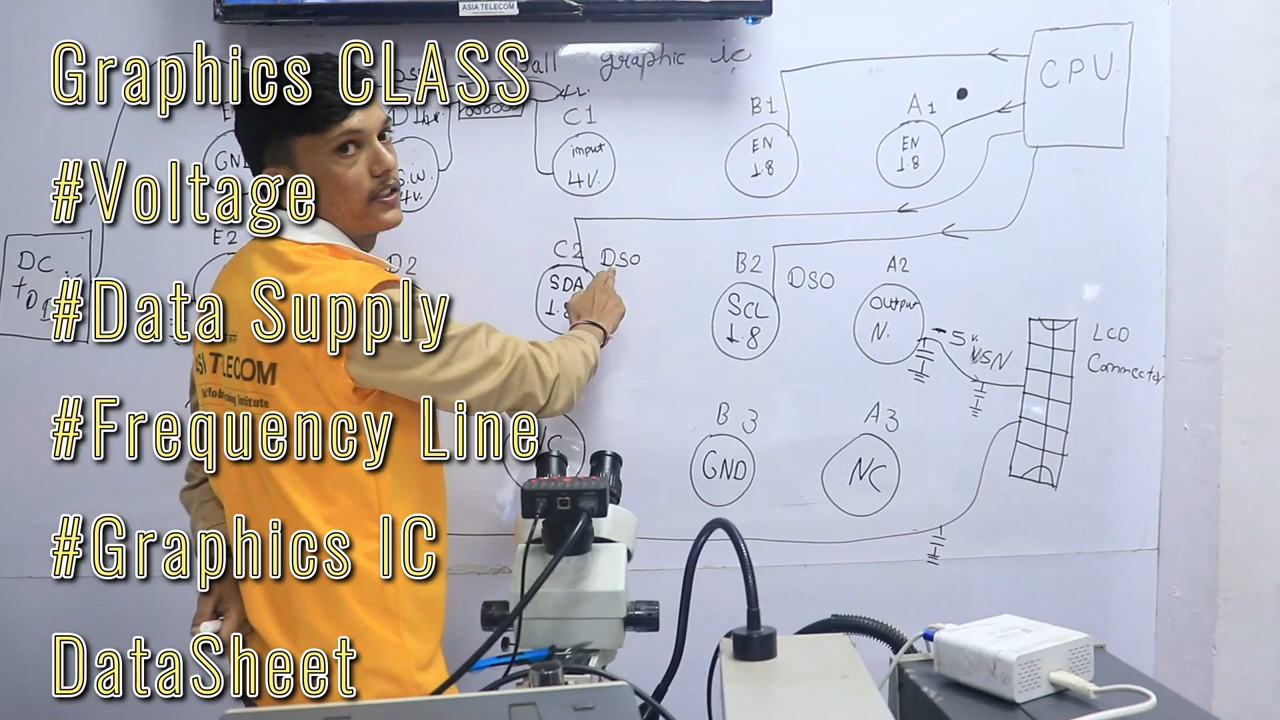 ASIA TELECOM
Graphics CLASS
#Voltage
#Data Supply
#Frequency Line
#Graphics IC
DataSheet
graphic ic
CPU
C1
input
4V.
B1
EN
1.8
A1
EN
1.8
GND
4V.
DC
E2
D2
C2
DSO
SDA
B2
DSO
SCL
1.8
A2
Output
N.
-5v.
VSN
LCD
Connecter
B3
GND
A3
NC
TELECOM